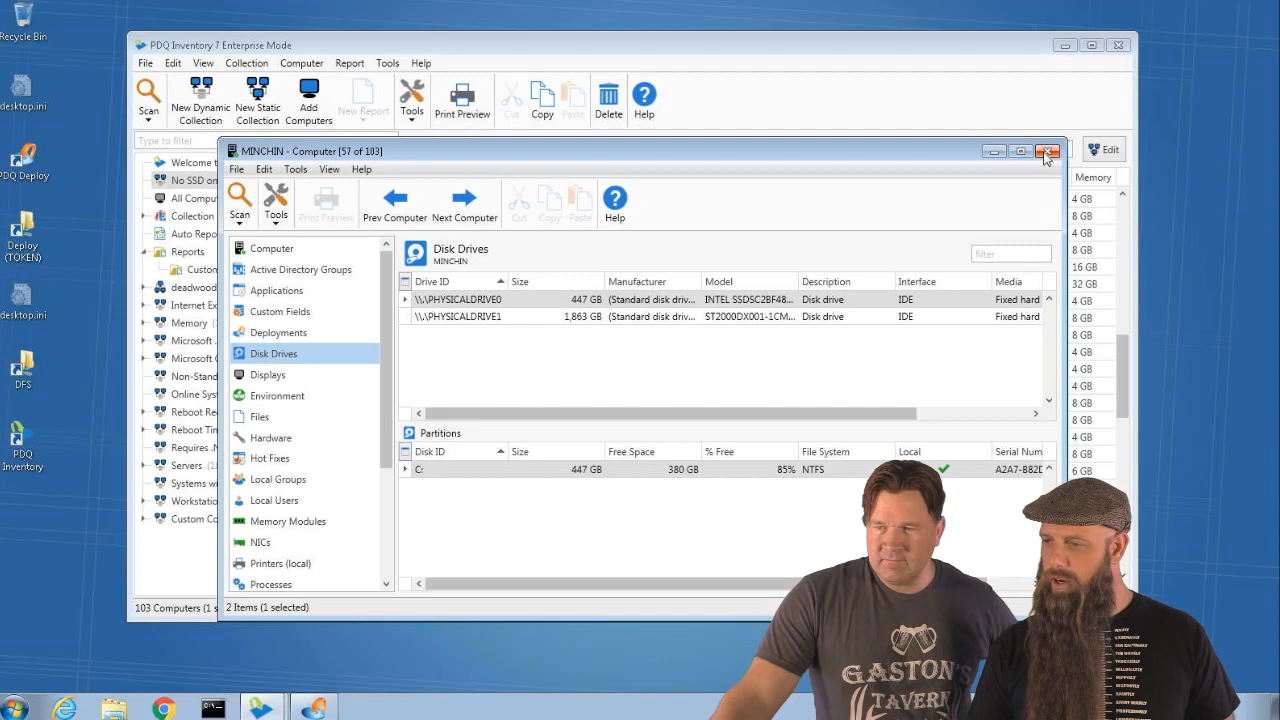 Recycle Bin
desktop.ini
PDQ Deploy
Deploy
(TOKEN)
desktop.ini
DFS
PDQ
Inventory
PDQ Inventory 7 Enterprise Mode
File Edit View Collection Computer Report Tools Help
Scan
New Dynamic
Collection
New Static
Collection
Add
Computers
New Report
Tools
Print Preview
Cut
Copy
Paste
Delete
Help
Type to filter
Edit
Welcome t
No SSD on
All Compu
Collection
Auto Repo
Reports
Custom
deadwood
Internet E
Memory
Microsoft
Microsoft
Non-Stand
Online Sys
Reboot Re
Reboot Tim
Requires .N
Servers
Systems w
Workstatio
Custom Co
103 Computers (1 s
Memory
4 GB
8 GB
4 GB
8 GB
16 GB
32 GB
4 GB
8 GB
8 GB
4 GB
4 GB
4 GB
8 GB
8 GB
4 GB
8 GB
6 GB
MINCHIN - Computer [57 of 103]
File Edit Tools View Help
Scan
Tools
Print Preview
Prev Computer
Next Computer
Cut
Copy
Paste
Help
Computer
Active Directory Groups
Applications
Custom Fields
Deployments
Disk Drives
Displays
Environment
Files
Hardware
Hot Fixes
Local Groups
Local Users
Memory Modules
NICs
Printers (local)
Processes
Disk Drives
MINCHIN
filter
Drive ID Size Manufacturer Model Description Interface Media
\\.\PHYSICALDRIVE0 447 GB (Standard disk driv... INTEL SSDSC2BF48... Disk drive IDE Fixed hard
\\.\PHYSICALDRIVE1 1,863 GB (Standard disk driv... ST2000DX001-1CM... Disk drive IDE Fixed hard
Partitions
Disk ID Size Free Space % Free File System Local Serial Num
C: 447 GB 380 GB 85% NTFS A2A7-B82D
2 Items (1 selected)